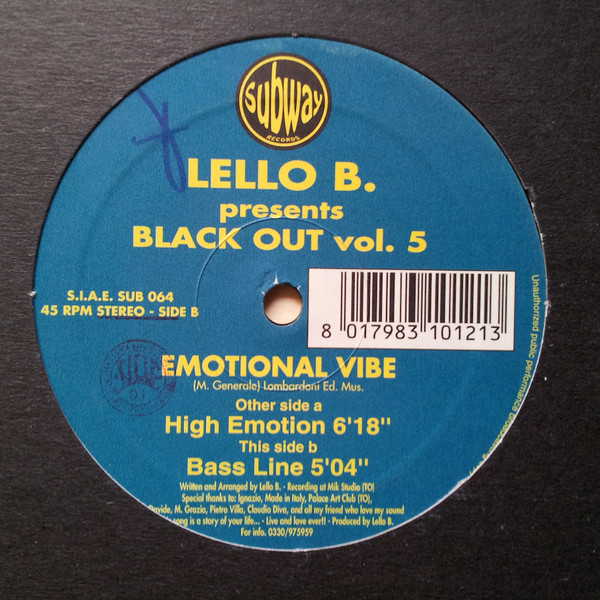 subway
RECORDS
LELLO B.
presents
BLACK OUT vol. 5
S.I.A.E. SUB 064
45 RPM STEREO - SIDE B
8 017983 101213
EMOTIONAL VIBE
(M. Generale) Lombardoni Ed. Mus.
Other side a
High Emotion 6'18"
This side b
Bass Line 5'04"
Written and Arranged by Lello B. - Recording at Mik Studio (TO)
Special thanks to: Ignazio, Made in Italy, Palace Art Club (TO),
Davide, M. Grazia, Pietro Villa, Claudio Diva, and all my friend who love my sound
song is a story of your life... - Live and love ever!! - Produced by Lello B.
For info. 0330/975959
Unauthorized public performance